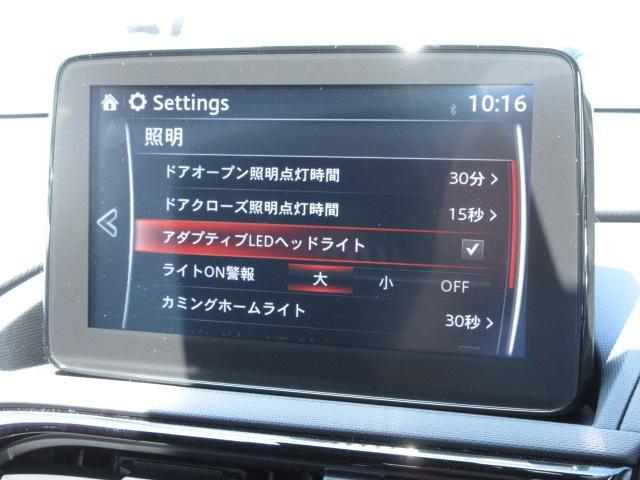 Settings 10:16
照明
ドアオープン照明点灯時間 30分
ドアクローズ照明点灯時間 15秒
アダプティブLEDヘッドライト
ライトON警報 大 小 OFF
カミングホームライト 30秒